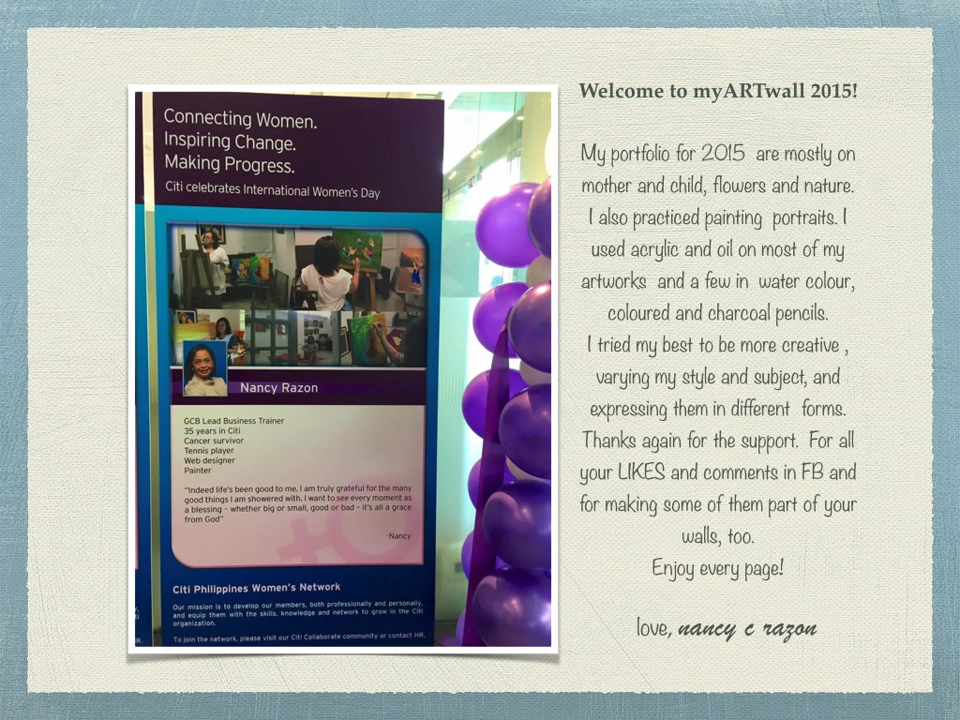 Connecting Women.
Inspiring Change.
Making Progress.
Citi celebrates International Women's Day
Nancy Razon
GCB Lead Business Trainer
35 years in Citi
Cancer survivor
Tennis player
Web designer
Painter
"Indeed life's been good to me. I am truly grateful for the many
good things I am showered with. I want to see every moment as
a blessing - whether big or small, good or bad - it's all a grace
from God"
-Nancy
Citi Philippines Women's Network
Our mission is to develop our members, both professionally and personally,
and equip them with the skills, knowledge and network to grow in the Citi
organization.
To join the network, please visit our Citi Collaborate community or contact HR.
R.
Welcome to myARTwall 2015!
My portfolio for 2015 are mostly on
mother and child, flowers and nature.
I also practiced painting portraits. I
used acrylic and oil on most of my
artworks and a few in water colour,
coloured and charcoal pencils.
I tried my best to be more creative ,
varying my style and subject, and
expressing them in different forms.
Thanks again for the support. For all
your LIKES and comments in FB and
for making some of them part of your
walls, too.
Enjoy every page!
love, nancy c razon